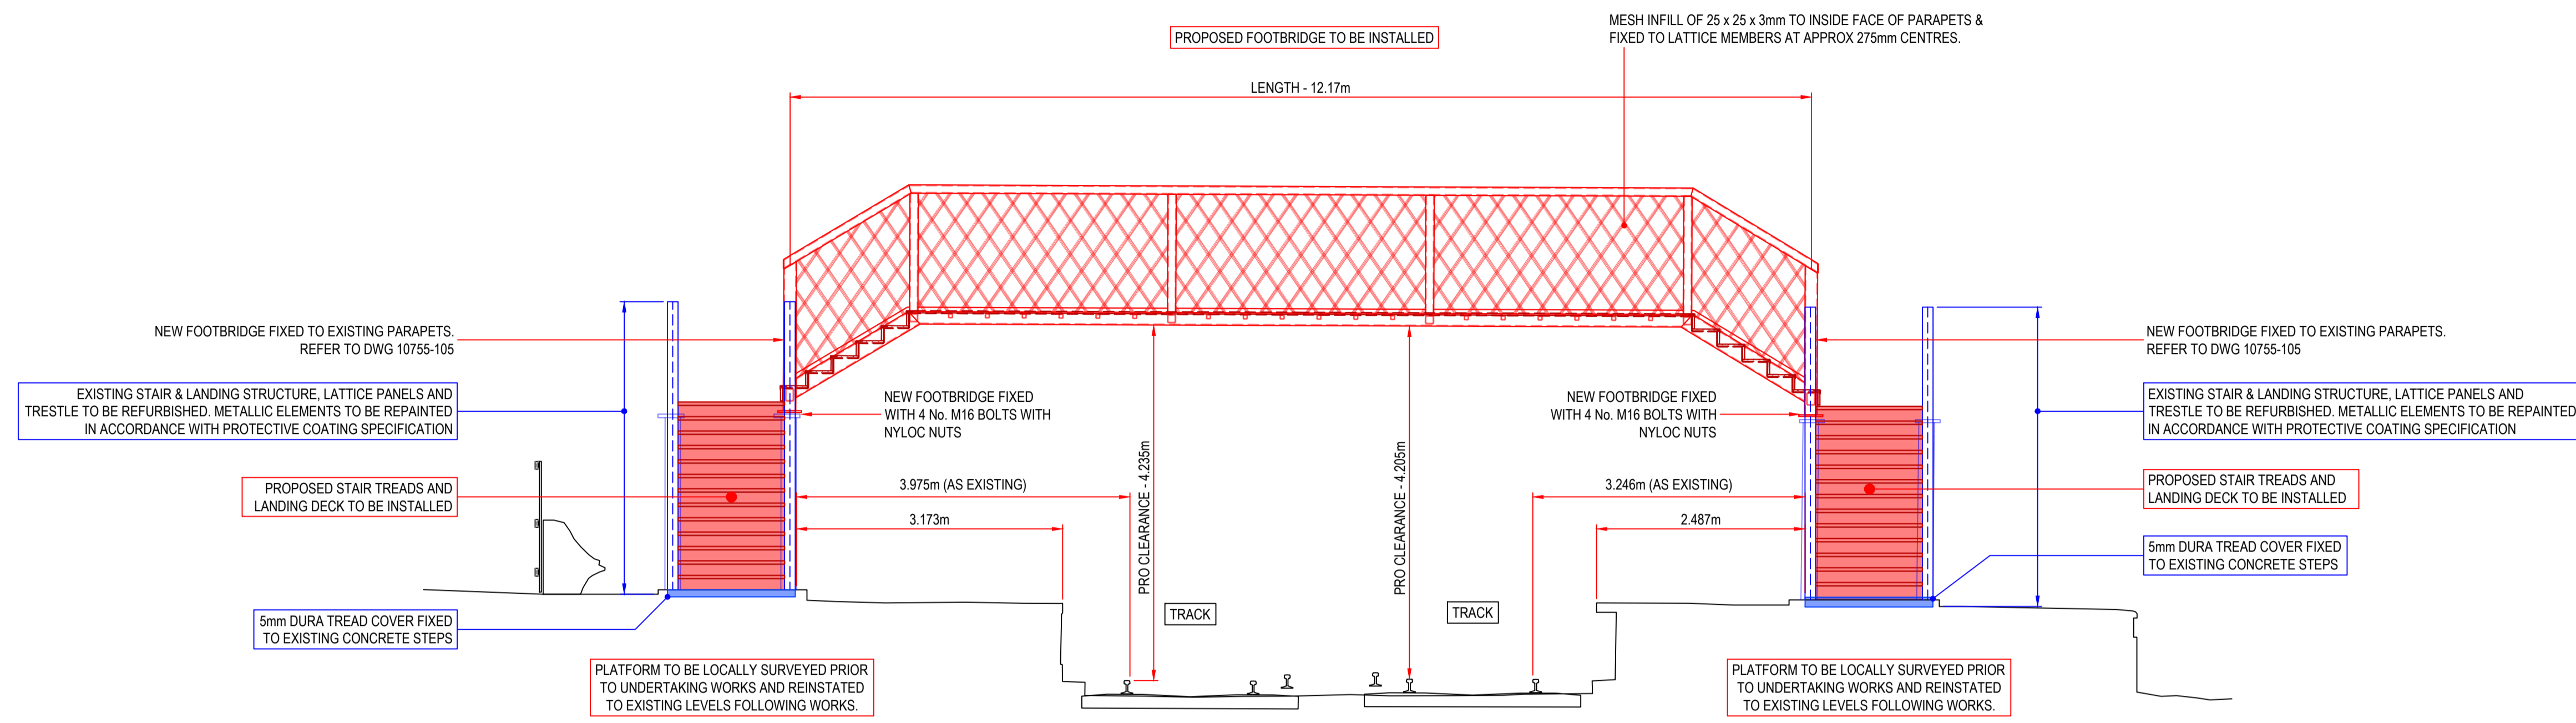 PROPOSED FOOTBRIDGE TO BE INSTALLED
MESH INFILL OF 25 x 25 x 3mm TO INSIDE FACE OF PARAPETS &
FIXED TO LATTICE MEMBERS AT APPROX 275mm CENTRES.
LENGTH - 12.17m
NEW FOOTBRIDGE FIXED TO EXISTING PARAPETS.
REFER TO DWG 10755-105
EXISTING STAIR & LANDING STRUCTURE, LATTICE PANELS AND
TRESTLE TO BE REFURBISHED. METALLIC ELEMENTS TO BE REPAINTED
IN ACCORDANCE WITH PROTECTIVE COATING SPECIFICATION
PROPOSED STAIR TREADS AND
LANDING DECK TO BE INSTALLED
5mm DURA TREAD COVER FIXED
TO EXISTING CONCRETE STEPS
NEW FOOTBRIDGE FIXED
WITH 4 No. M16 BOLTS WITH
NYLOC NUTS
3.975m (AS EXISTING)
3.173m
PRO CLEARANCE - 4.235m
TRACK
PLATFORM TO BE LOCALLY SURVEYED PRIOR
TO UNDERTAKING WORKS AND REINSTATED
TO EXISTING LEVELS FOLLOWING WORKS.
PRO CLEARANCE - 4.205m
TRACK
NEW FOOTBRIDGE FIXED
WITH 4 No. M16 BOLTS WITH
NYLOC NUTS
3.246m (AS EXISTING)
2.487m
PLATFORM TO BE LOCALLY SURVEYED PRIOR
TO UNDERTAKING WORKS AND REINSTATED
TO EXISTING LEVELS FOLLOWING WORKS.
NEW FOOTBRIDGE FIXED TO EXISTING PARAPETS.
REFER TO DWG 10755-105
EXISTING STAIR & LANDING STRUCTURE, LATTICE PANELS AND
TRESTLE TO BE REFURBISHED. METALLIC ELEMENTS TO BE REPAINTED
IN ACCORDANCE WITH PROTECTIVE COATING SPECIFICATION
PROPOSED STAIR TREADS AND
LANDING DECK TO BE INSTALLED
5mm DURA TREAD COVER FIXED
TO EXISTING CONCRETE STEPS